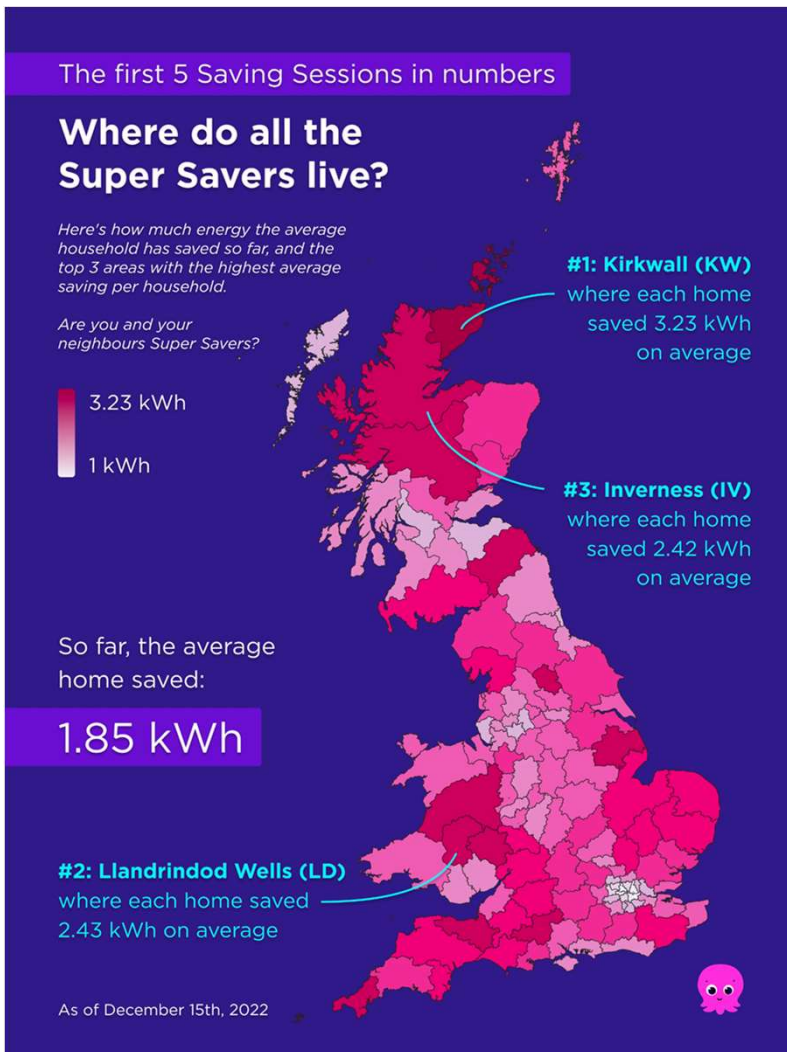 The first 5 Saving Sessions in numbers
Where do all the
Super Savers live?
Here's how much energy the average
household has saved so far, and the
top 3 areas with the highest average
saving per household.
Are you and your
neighbours Super Savers?
3.23 kWh
1 kWh
#1: Kirkwall (KW)
where each home
saved 3.23 kWh
on average
#3: Inverness (IV)
where each home
saved 2.42 kWh
on average
So far, the average
home saved:
1.85 kWh
#2: Llandrindod Wells (LD)
where each home saved
2.43 kWh on average
As of December 15th, 2022